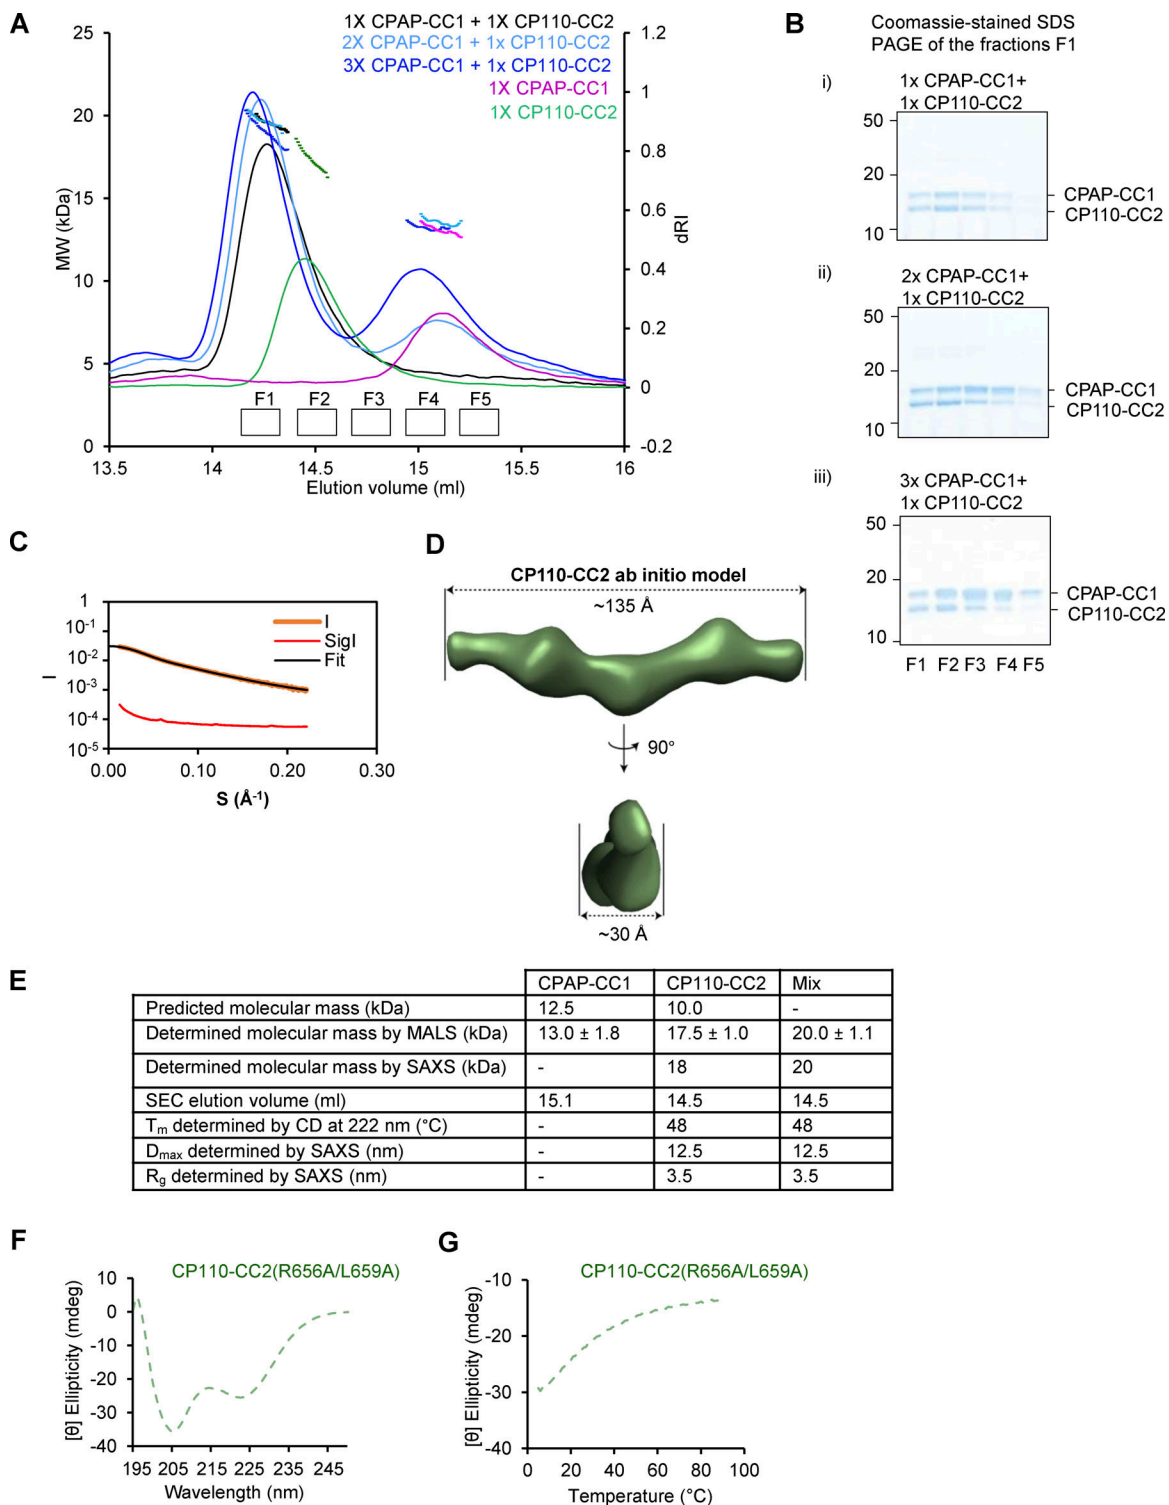 A
1X CPAP-CC1 + 1X CP110-CC2
2X CPAP-CC1 + 1x CP110-CC2
3X CPAP-CC1 + 1x CP110-CC2
1X CPAP-CC1
1X CP110-CC2
MW (kDa)
25
20
15
10
5
0
dRI
1.2
1
0.8
0.6
0.4
0.2
0
-0.2
F1 F2 F3 F4 F5
13.5 14 14.5 15 15.5 16
Elution volume (ml)
B
Coomassie-stained SDS
PAGE of the fractions F1
i)
1x CPAP-CC1+
1x CP110-CC2
50
20
10
CPAP-CC1
CP110-CC2
ii)
2x CPAP-CC1+
1x CP110-CC2
50
20
10
CPAP-CC1
CP110-CC2
iii)
3x CPAP-CC1+
1x CP110-CC2
50
20
10
CPAP-CC1
CP110-CC2
F1 F2 F3 F4 F5
C
I
1
10-1
10-2
10-3
10-4
10-5
I
SigI
Fit
0.00 0.10 0.20 0.30
S (Å-1)
D
CP110-CC2 ab initio model
~135 Å
90°
~30 Å
E
CPAP-CC1 CP110-CC2 Mix
Predicted molecular mass (kDa) 12.5 10.0 -
Determined molecular mass by MALS (kDa) 13.0 ± 1.8 17.5 ± 1.0 20.0 ± 1.1
Determined molecular mass by SAXS (kDa) - 18 20
SEC elution volume (ml) 15.1 14.5 14.5
Tm determined by CD at 222 nm (°C) - 48 48
Dmax determined by SAXS (nm) - 12.5 12.5
Rg determined by SAXS (nm) - 3.5 3.5
F
CP110-CC2(R656A/L659A)
[θ] Ellipticity (mdeg)
10
0
-10
-20
-30
-40
195 205 215 225 235 245
Wavelength (nm)
G
CP110-CC2(R656A/L659A)
[θ] Ellipticity (mdeg)
-10
-20
-30
-40
0 20 40 60 80 100
Temperature (°C)